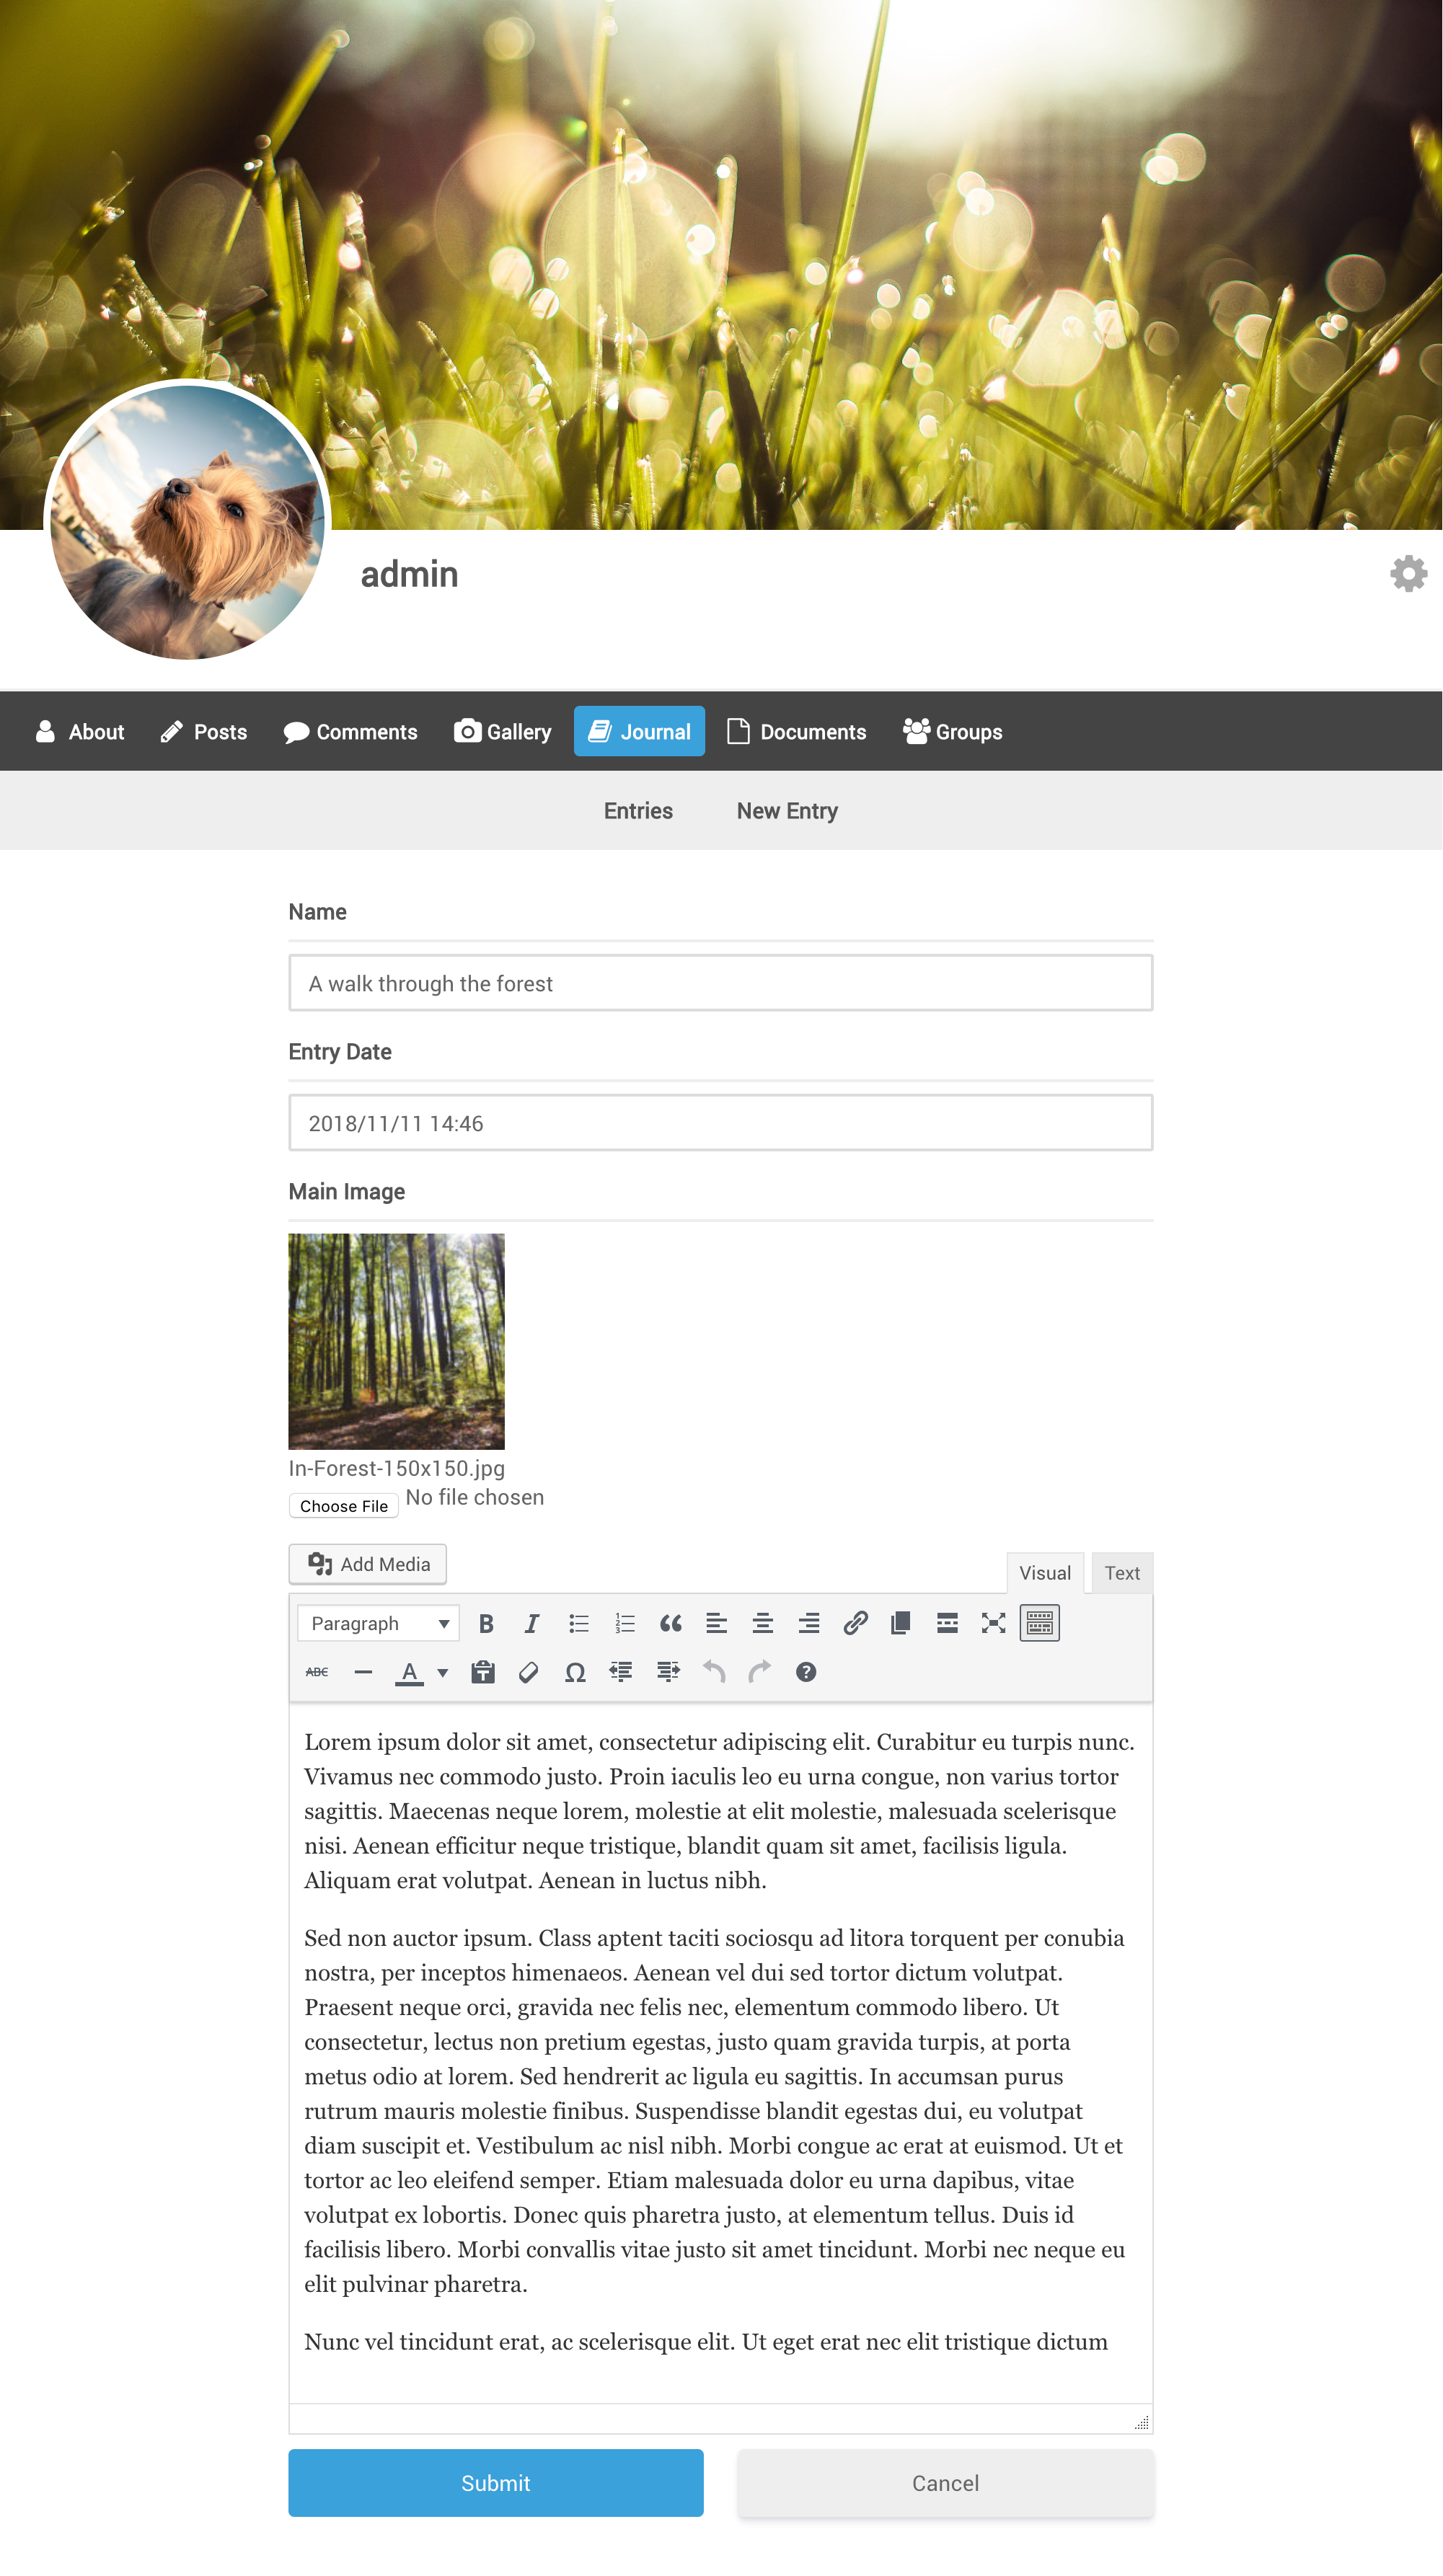 admin
About Posts Comments Gallery Journal Documents Groups
Entries New Entry
Name
A walk through the forest
Entry Date
2018/11/11 14:46
Main Image
In-Forest-150x150.jpg
Choose File No file chosen
Add Media
Visual Text
Paragraph B I
ABC A
Lorem ipsum dolor sit amet, consectetur adipiscing elit. Curabitur eu turpis nunc.
Vivamus nec commodo justo. Proin iaculis leo eu urna congue, non varius tortor
sagittis. Maecenas neque lorem, molestie at elit molestie, malesuada scelerisque
nisi. Aenean efficitur neque tristique, blandit quam sit amet, facilisis ligula.
Aliquam erat volutpat. Aenean in luctus nibh.
Sed non auctor ipsum. Class aptent taciti sociosqu ad litora torquent per conubia
nostra, per inceptos himenaeos. Aenean vel dui sed tortor dictum volutpat.
Praesent neque orci, gravida nec felis nec, elementum commodo libero. Ut
consectetur, lectus non pretium egestas, justo quam gravida turpis, at porta
metus odio at lorem. Sed hendrerit ac ligula eu sagittis. In accumsan purus
rutrum mauris molestie finibus. Suspendisse blandit egestas dui, eu volutpat
diam suscipit et. Vestibulum ac nisl nibh. Morbi congue ac erat at euismod. Ut et
tortor ac leo eleifend semper. Etiam malesuada dolor eu urna dapibus, vitae
volutpat ex lobortis. Donec quis pharetra justo, at elementum tellus. Duis id
facilisis libero. Morbi convallis vitae justo sit amet tincidunt. Morbi nec neque eu
elit pulvinar pharetra.
Nunc vel tincidunt erat, ac scelerisque elit. Ut eget erat nec elit tristique dictum
Submit Cancel